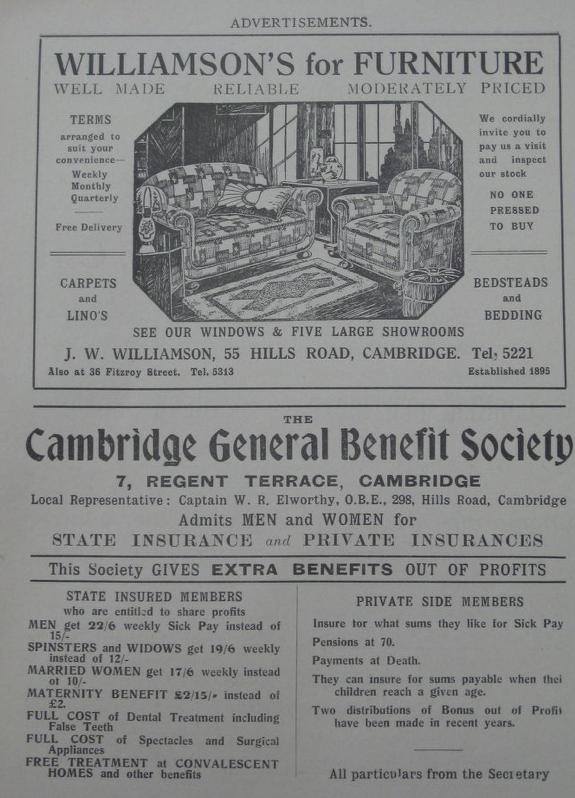 ADVERTISEMENTS.
WILLIAMSON'S for FURNITURE
WELL MADE RELIABLE MODERATELY PRICED
TERMS
arranged to
suit your
convenience—
Weekly
Monthly
Quarterly
Free Delivery
CARPETS
and
LINO'S
We cordially
invite you to
pay us a visit
and inspect
our stock
NO ONE
PRESSED
TO BUY
BEDSTEADS
and
BEDDING
SEE OUR WINDOWS & FIVE LARGE SHOWROOMS
J. W. WILLIAMSON, 55 HILLS ROAD, CAMBRIDGE. Tel. 5221
Also at 36 Fitzroy Street. Tel. 5313 Established 1895
THE
Cambridge General Benefit Society
7, REGENT TERRACE, CAMBRIDGE
Local Representative: Captain W. R. Elworthy, O.B.E., 298, Hills Road, Cambridge
Admits MEN and WOMEN for
STATE INSURANCE and PRIVATE INSURANCES
This Society GIVES EXTRA BENEFITS OUT OF PROFITS
STATE INSURED MEMBERS
who are entitled to share profits
MEN get 22/6 weekly Sick Pay instead of
15/-
SPINSTERS and WIDOWS get 19/6 weekly
instead of 12/-
MARRIED WOMEN get 17/6 weekly instead
of 10/-
MATERNITY BENEFIT £2/15/- instead of
£2.
FULL COST of Dental Treatment including
False Teeth
FULL COST of Spectacles and Surgical
Appliances
FREE TREATMENT at CONVALESCENT
HOMES and other benefits
PRIVATE SIDE MEMBERS
Insure for what sums they like for Sick Pay
Pensions at 70.
Payments at Death.
They can insure for sums payable when thei
children reach a given age.
Two distributions of Bonus out of Profit
have been made in recent years.
All particulars from the Secretary